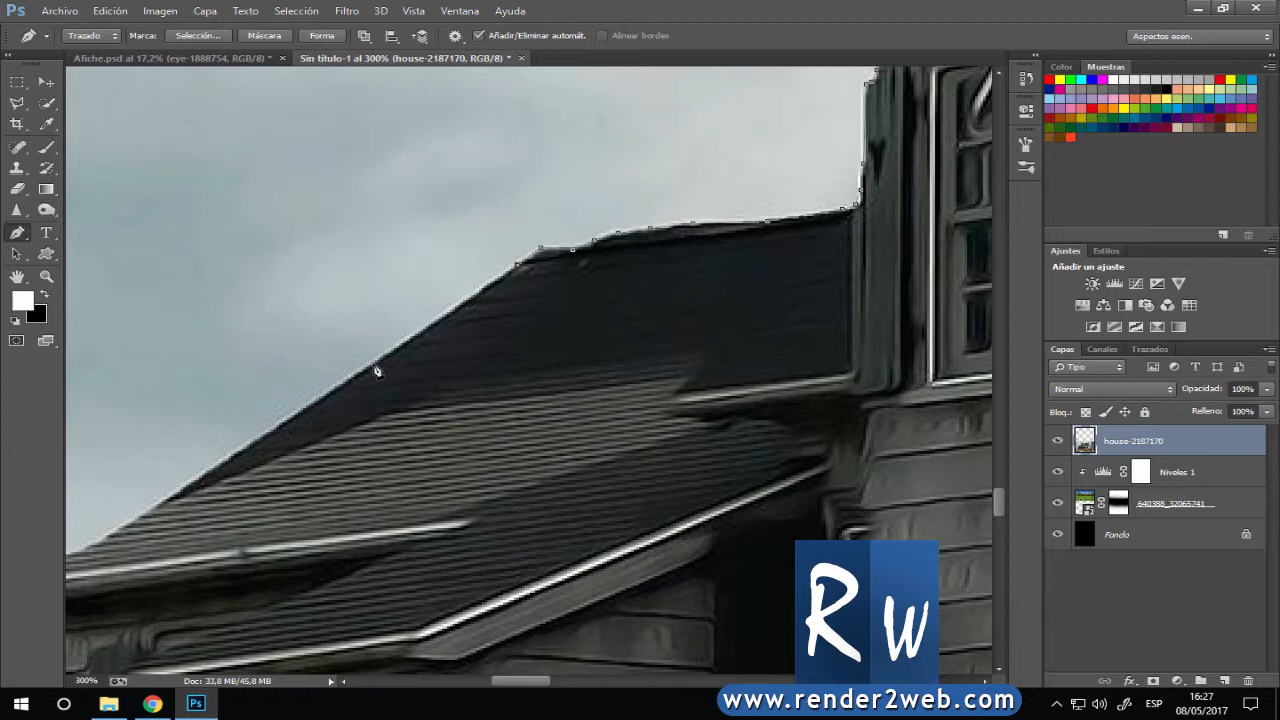 Ps Archivo Edición Imagen Capa Texto Selección Filtro 3D Vista Ventana Ayuda
Trazado Marca: Selección... Máscara Forma Añadir/Eliminar automát. Alinear bordes Aspectos esen.
Afiche.psd al 17,2% (eye-1888754, RGB/8) * × Sin título-1 al 300% (house-2187170, RGB/8) * ×
Color Muestras
Ajustes Estilos
Añadir un ajuste
Capas Canales Trazados
Tipo
Normal Opacidad: 100%
Bloq.: Relleno: 100%
house-2187170
Niveles 1
640388_32065741
Fondo
Rw
300% Doc: 33,8 MB/45,8 MB
www.render2web.com
Ps ESP 16:27
08/05/2017